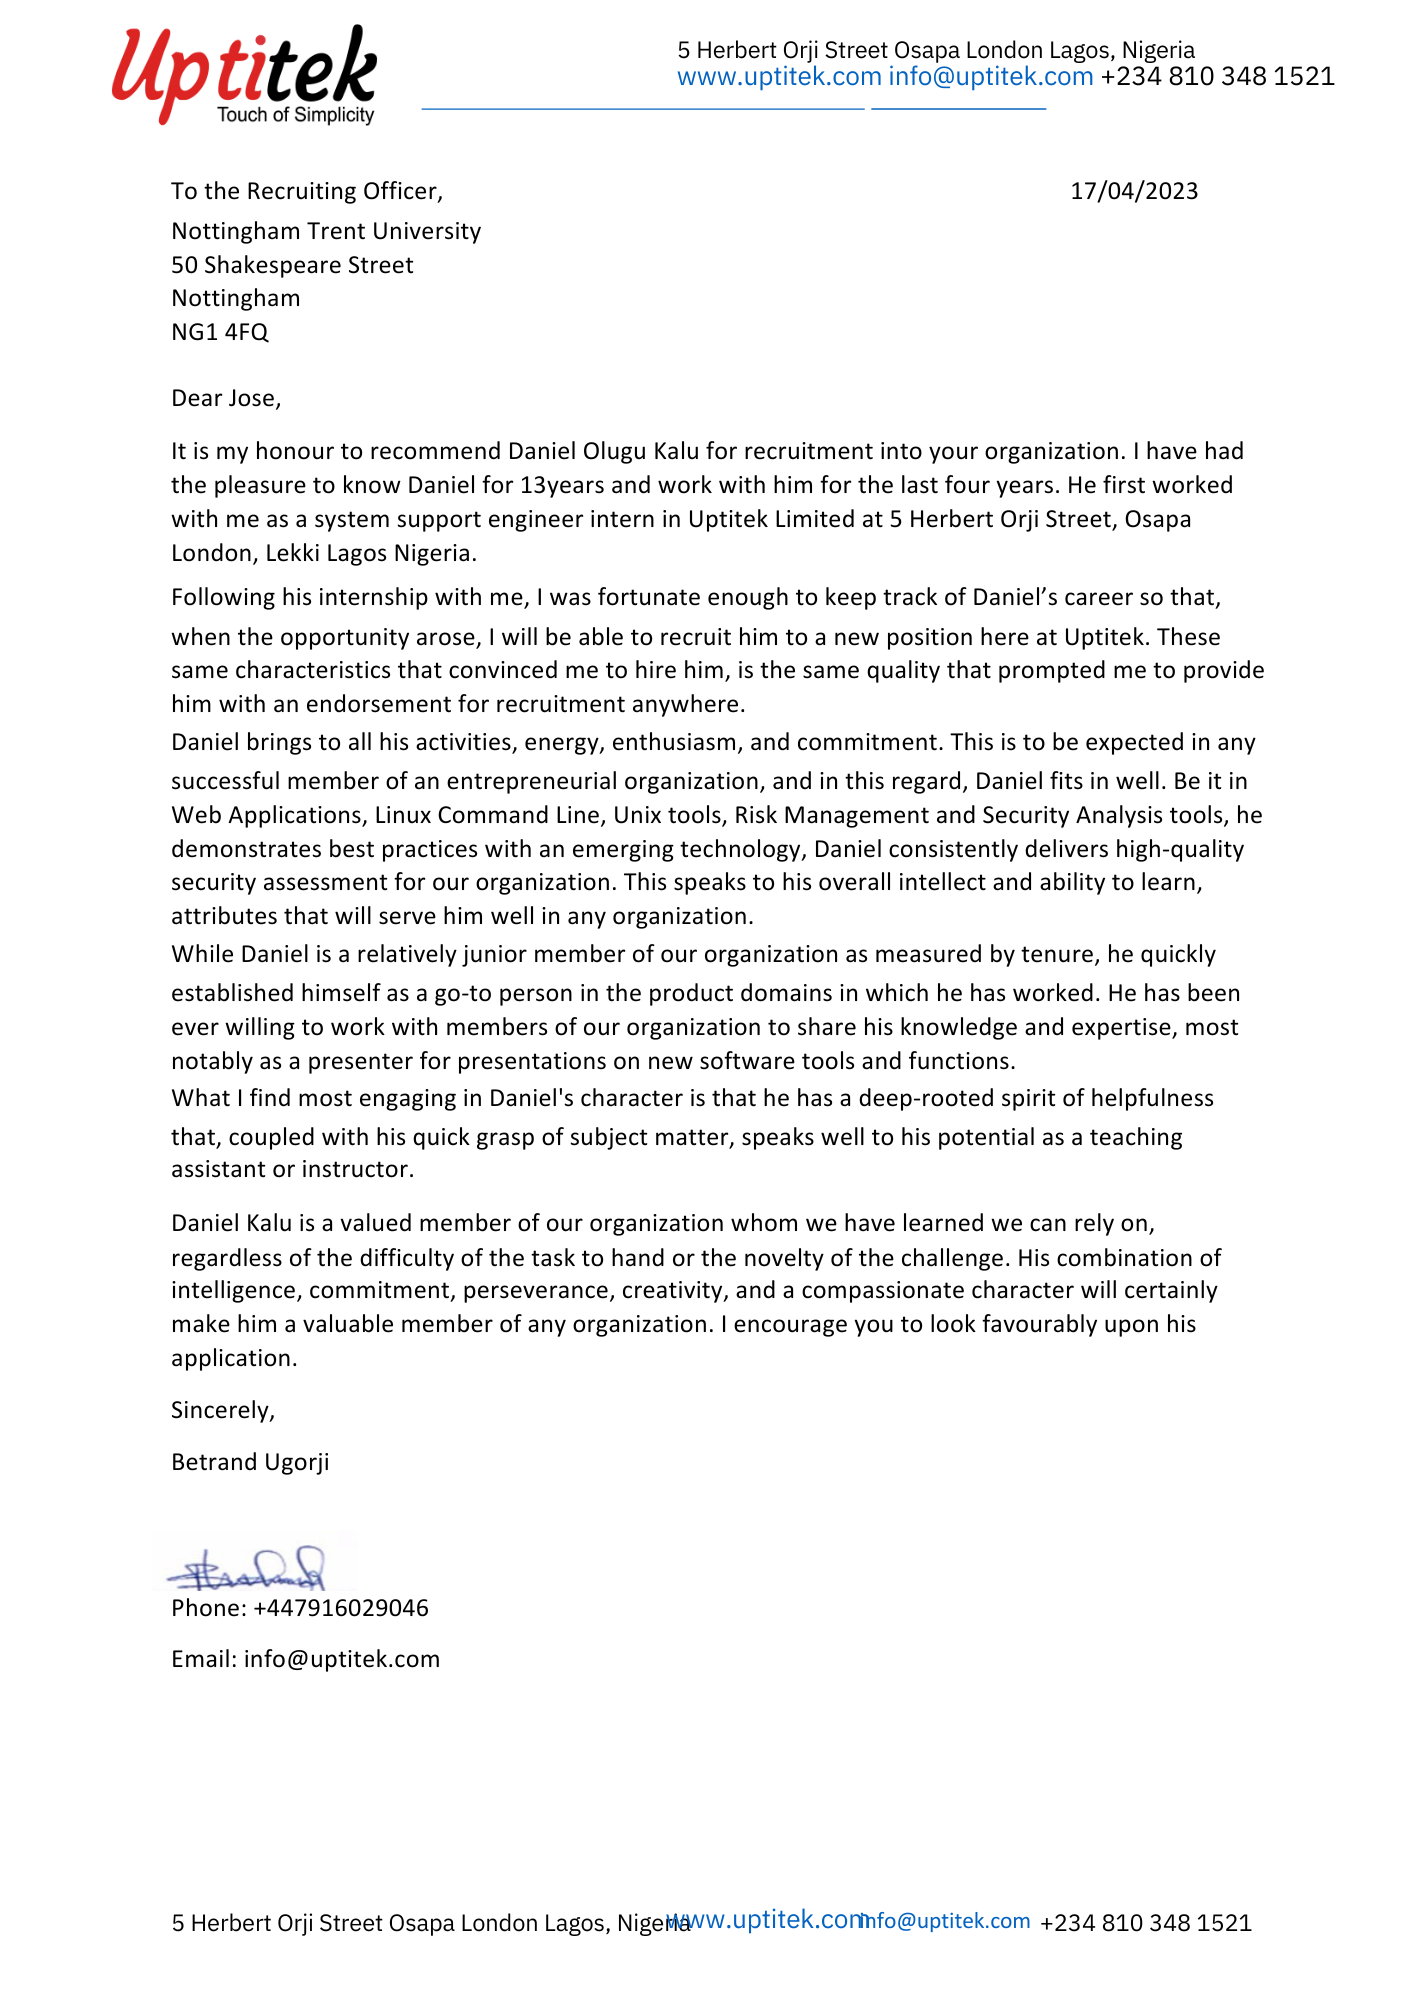 Uptitek
Touch of Simplicity
5 Herbert Orji Street Osapa London Lagos, Nigeria
www.uptitek.com info@uptitek.com +234 810 348 1521
To the Recruiting Officer, 17/04/2023
Nottingham Trent University
50 Shakespeare Street
Nottingham
NG1 4FQ
Dear Jose,
It is my honour to recommend Daniel Olugu Kalu for recruitment into your organization. I have had
the pleasure to know Daniel for 13years and work with him for the last four years. He first worked
with me as a system support engineer intern in Uptitek Limited at 5 Herbert Orji Street, Osapa
London, Lekki Lagos Nigeria.
Following his internship with me, I was fortunate enough to keep track of Daniel’s career so that,
when the opportunity arose, I will be able to recruit him to a new position here at Uptitek. These
same characteristics that convinced me to hire him, is the same quality that prompted me to provide
him with an endorsement for recruitment anywhere.
Daniel brings to all his activities, energy, enthusiasm, and commitment. This is to be expected in any
successful member of an entrepreneurial organization, and in this regard, Daniel fits in well. Be it in
Web Applications, Linux Command Line, Unix tools, Risk Management and Security Analysis tools, he
demonstrates best practices with an emerging technology, Daniel consistently delivers high-quality
security assessment for our organization. This speaks to his overall intellect and ability to learn,
attributes that will serve him well in any organization.
While Daniel is a relatively junior member of our organization as measured by tenure, he quickly
established himself as a go-to person in the product domains in which he has worked. He has been
ever willing to work with members of our organization to share his knowledge and expertise, most
notably as a presenter for presentations on new software tools and functions.
What I find most engaging in Daniel's character is that he has a deep-rooted spirit of helpfulness
that, coupled with his quick grasp of subject matter, speaks well to his potential as a teaching
assistant or instructor.
Daniel Kalu is a valued member of our organization whom we have learned we can rely on,
regardless of the difficulty of the task to hand or the novelty of the challenge. His combination of
intelligence, commitment, perseverance, creativity, and a compassionate character will certainly
make him a valuable member of any organization. I encourage you to look favourably upon his
application.
Sincerely,
Betrand Ugorji
Phone: +447916029046
Email: info@uptitek.com
5 Herbert Orji Street Osapa London Lagos, Nigeria www.uptitek.com info@uptitek.com +234 810 348 1521